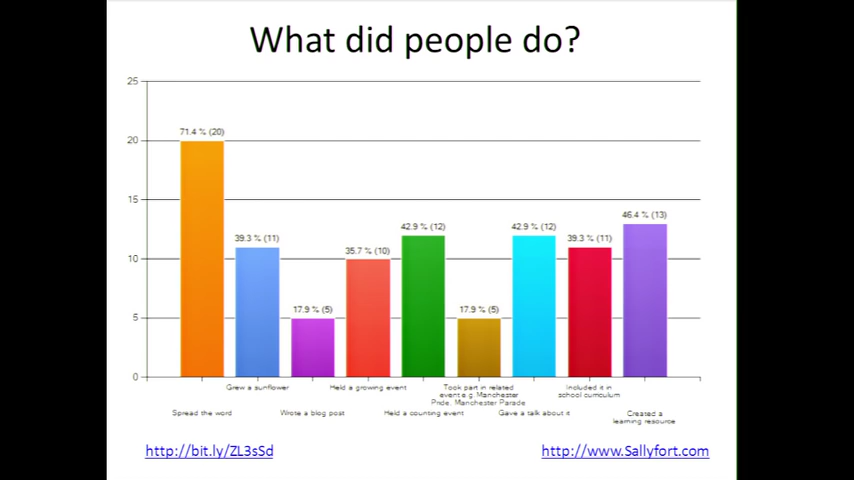 What did people do?
25
20
15
10
5
0
71.4 % (20)
39.3 % (11)
17.9 % (5)
35.7 % (10)
42.9 % (12)
17.9 % (5)
42.9 % (12)
39.3 % (11)
46.4 % (13)
Spread the word
Grew a sunflower
Wrote a blog post
Held a growing event
Held a counting event
Took part in related
event e.g Manchester
Pride, Manchester Parade
Gave a talk about it
Included it in
school curriculum
Created a
learning resource
http://bit.ly/ZL3sSd
http://www.Sallyfort.com